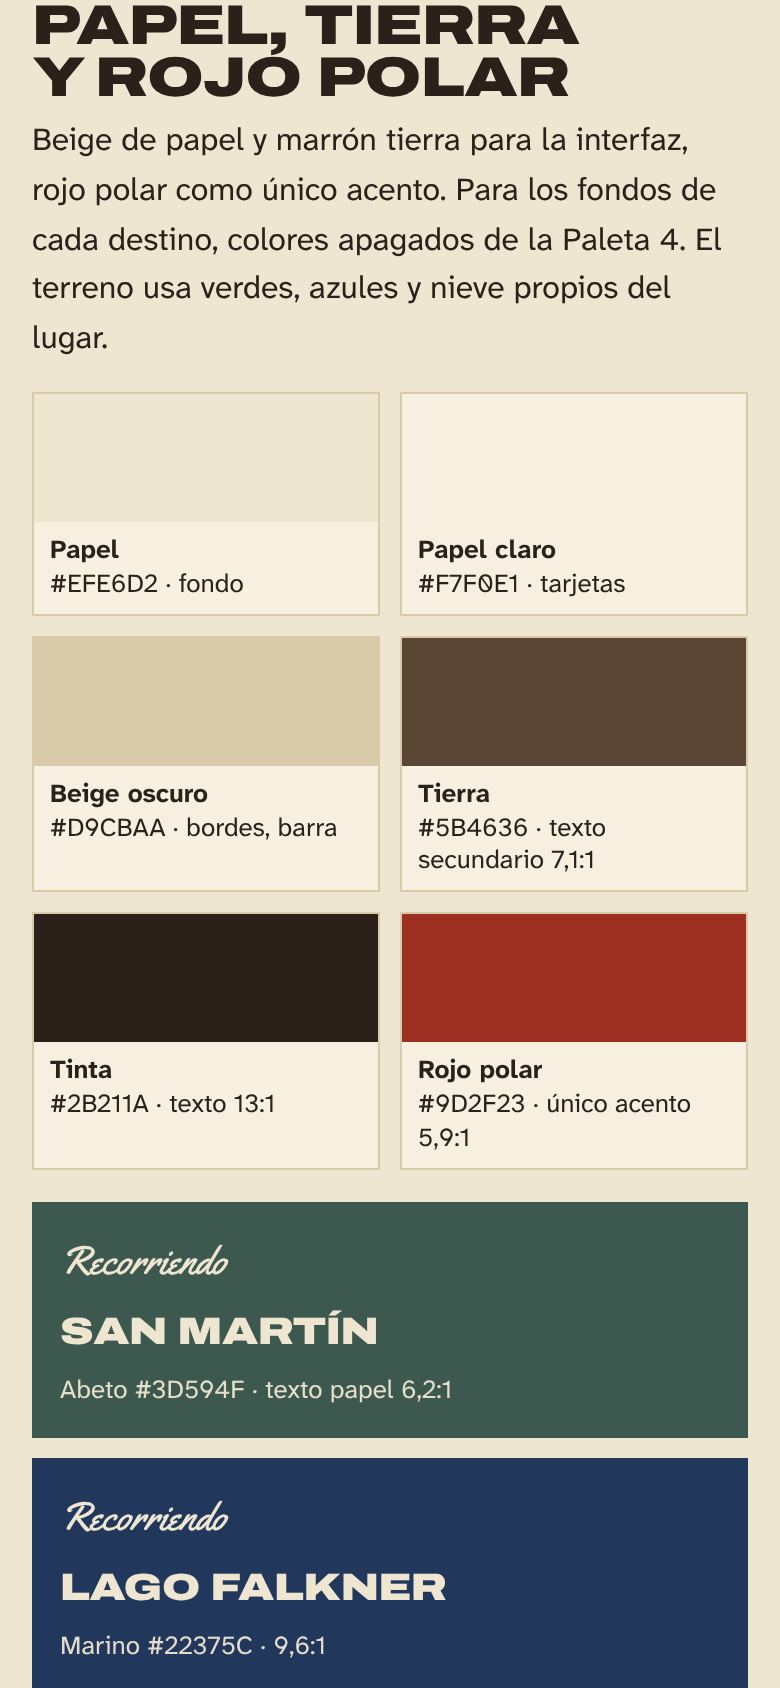 PAPEL, TIERRA
Y ROJO POLAR
Beige de papel y marrón tierra para la interfaz,
rojo polar como único acento. Para los fondos de
cada destino, colores apagados de la Paleta 4. El
terreno usa verdes, azules y nieve propios del
lugar.
Papel
#EFE6D2 · fondo
Papel claro
#F7F0E1 · tarjetas
Beige oscuro
#D9CBAA · bordes, barra
Tierra
#5B4636 · texto
secundario 7,1:1
Tinta
#2B211A · texto 13:1
Rojo polar
#9D2F23 · único acento
5,9:1
Recorriendo
SAN MARTÍN
Abeto #3D594F · texto papel 6,2:1
Recorriendo
LAGO FALKNER
Marino #22375C · 9,6:1